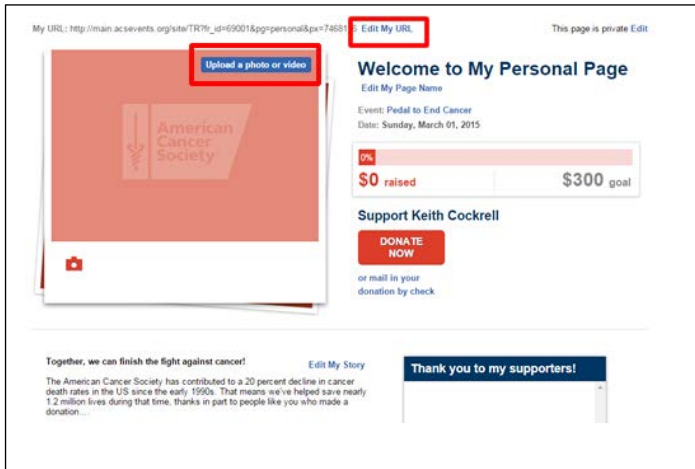 My URL: http://main.acsevents.org/site/TR?fr_id=69001&pg=personal&px=7468 6 Edit My URL
This page is private Edit
Upload a photo or video
American
Cancer
Society
Welcome to My Personal Page
Edit My Page Name
Event: Pedal to End Cancer
Date: Sunday, March 01, 2015
0%
$0 raised
$300 goal
Support Keith Cockrell
DONATE
NOW
or mail in your
donation by check
Together, we can finish the fight against cancer!
Edit My Story
The American Cancer Society has contributed to a 20 percent decline in cancer
death rates in the US since the early 1990s. That means we've helped save nearly
1.2 million lives during that time, thanks in part to people like you who made a
donation....
Thank you to my supporters!